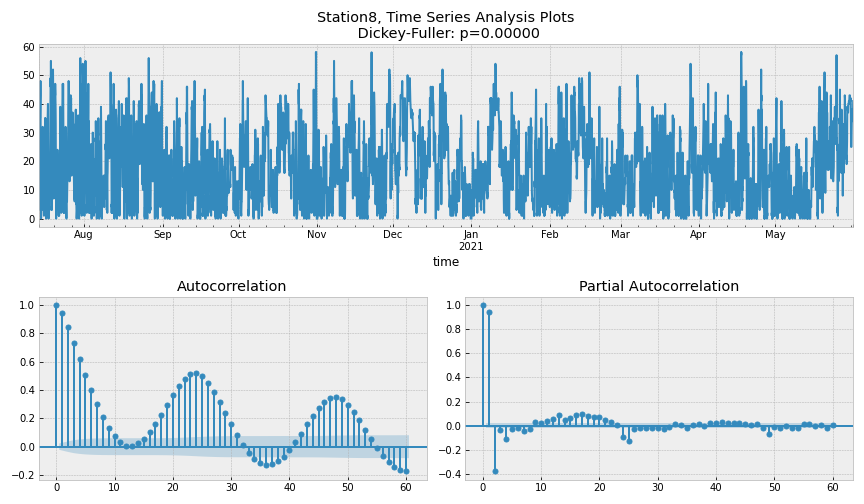 Station8, Time Series Analysis Plots
Dickey-Fuller: p=0.00000
60
50
40
30
20
10
0
Aug Sep Oct Nov Dec Jan Feb Mar Apr May
2021
time
Autocorrelation
1.0
0.8
0.6
0.4
0.2
0.0
−0.2
0 10 20 30 40 50 60
Partial Autocorrelation
1.0
0.8
0.6
0.4
0.2
0.0
−0.2
−0.4
0 10 20 30 40 50 60